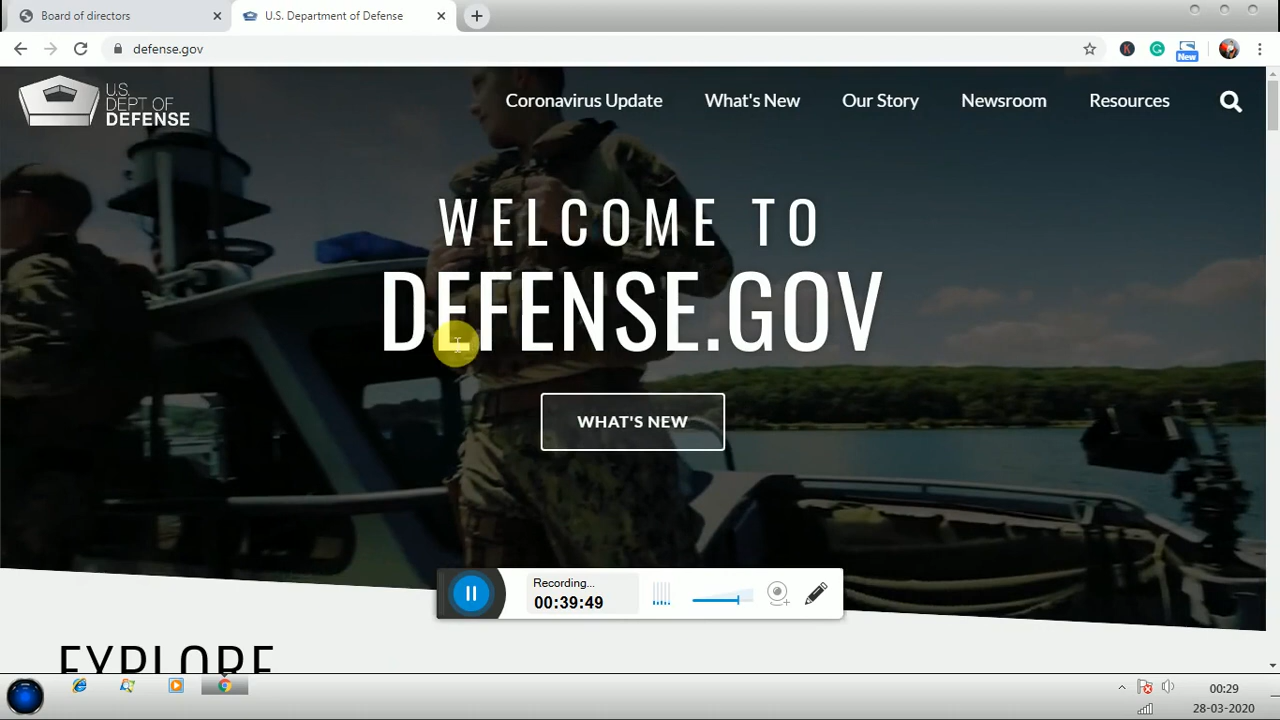 Board of directors
U.S. Department of Defense
defense.gov
New
U.S.
DEPT OF
DEFENSE
Coronavirus Update
What's New
Our Story
Newsroom
Resources
WELCOME TO
DEFENSE.GOV
WHAT'S NEW
Recording...
00:39:49
EXPLORE
00:29
28-03-2020